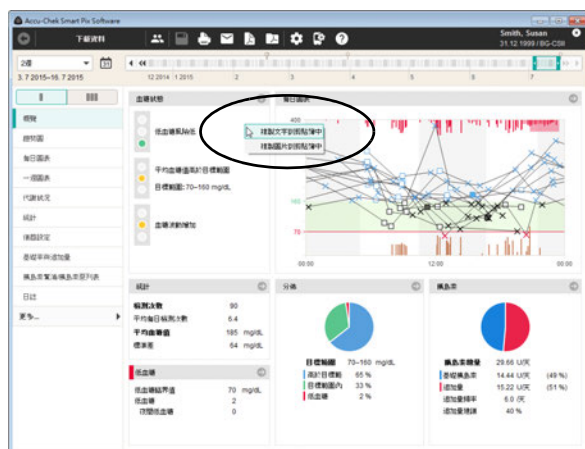 Accu-Chek Smart Pix Software
下載資料
Smith, Susan
31.12.1999 / BG-CSII
2週
3. 7 2015–16. 7 2015
12 2014
1 2015
2
3
4
5
6
7
概覽
趨勢圖
每日圖表
一週圖表
代謝狀況
統計
儀器設定
基礎率與追加量
胰島素幫浦/胰島素型列表
日誌
更多...
血糖狀態
低血糖風險低
平均血糖值高於目標範圍
目標範圍: 70–160 mg/dL
血糖波動增加
每日圖表
複製文字到剪貼簿中
複製圖片到剪貼簿中
400
70
00:00
12:00
00:00
統計
檢測次數 90
平均每日檢測次數 6.4
平均血糖值 185 mg/dL
標準差 64 mg/dL
低血糖
低血糖臨界值 70 mg/dL
低血糖 2
夜間低血糖 0
分佈
目標範圍 70–160 mg/dL
高於目標範圍 65 %
目標範圍內 33 %
低血糖 2 %
胰島素
胰島素總量 29.66 U/天
基礎胰島素 14.44 U/天 (49 %)
追加量 15.22 U/天 (51 %)
追加量頻率 6.0 /天
追加量建議 40 %